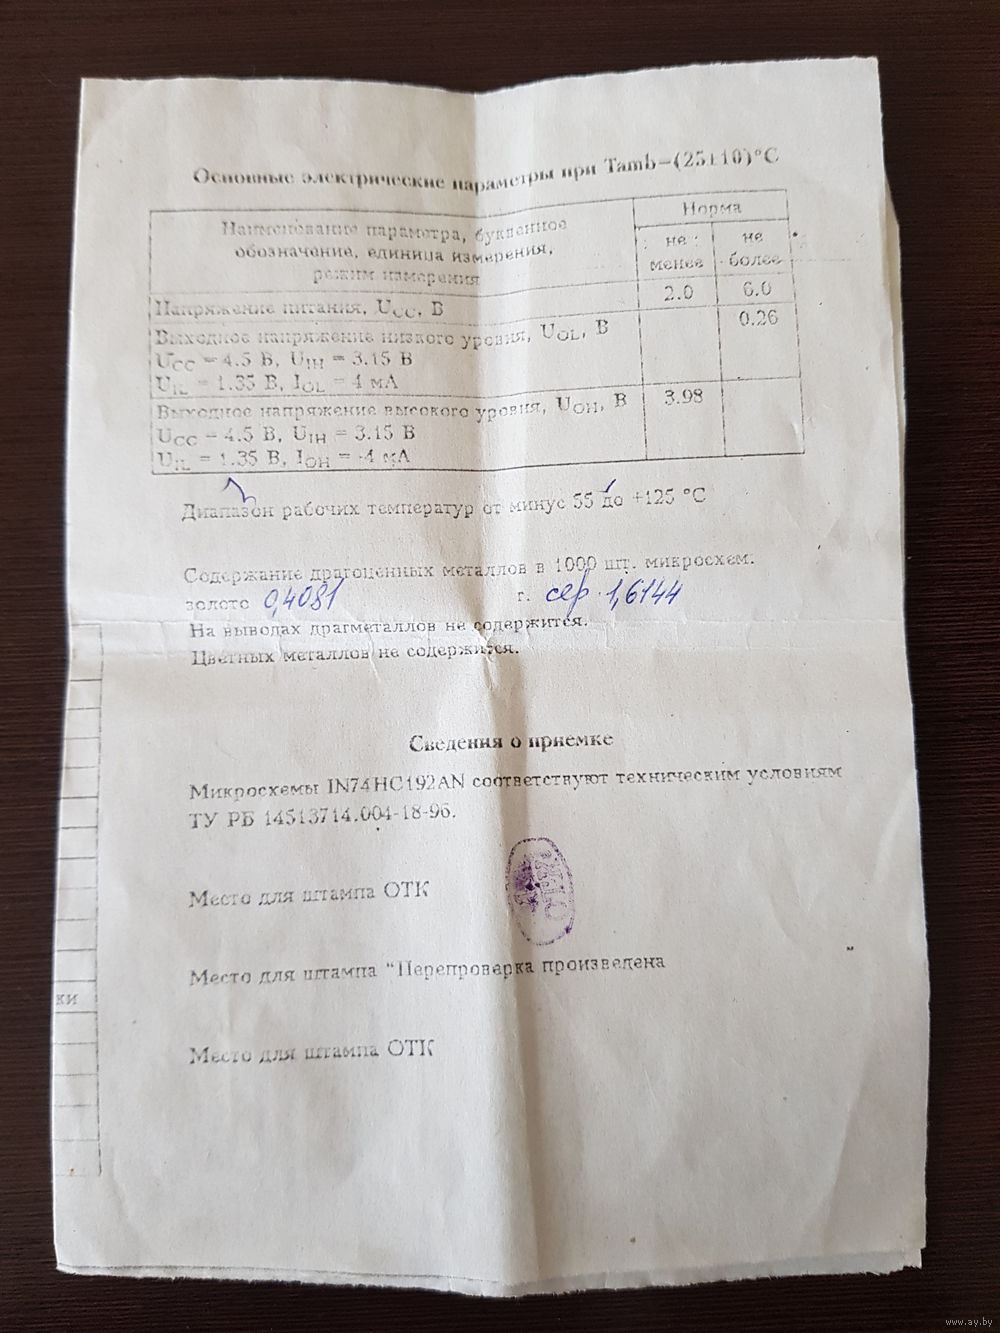 Основные электрические параметры при Tamb=(25±10)°C
Наименование параметра, буквенное
обозначение, единица измерения,
режим измерения
Норма
не
менее
не
более
Напряжение питания, UCC, В
2.0
6.0
Выходное напряжение низкого уровня, UOL, В
0.26
UCC = 4.5 В, UIH = 3.15 В
UIL = 1.35 В, IOL = 4 мА
Выходное напряжение высокого уровня, UOH, В
3.98
UCC = 4.5 В, UIH = 3.15 В
UIL = 1.35 В, IOH = -4 мА
Диапазон рабочих температур от минус 55 до +125 °C
Содержание драгоценных металлов в 1000 шт. микросхем:
золото 0,4081 г. сер. 1,6144
На выводах драгметаллов не содержится.
Цветных металлов не содержится.
Сведения о приемке
Микросхемы IN74HC192AN соответствуют техническим условиям
ТУ РБ 14513714.004-18-96.
Место для штампа ОТК
Место для штампа "Перепроверка произведена "
ки
Место для штампа ОТК
www.ay.by